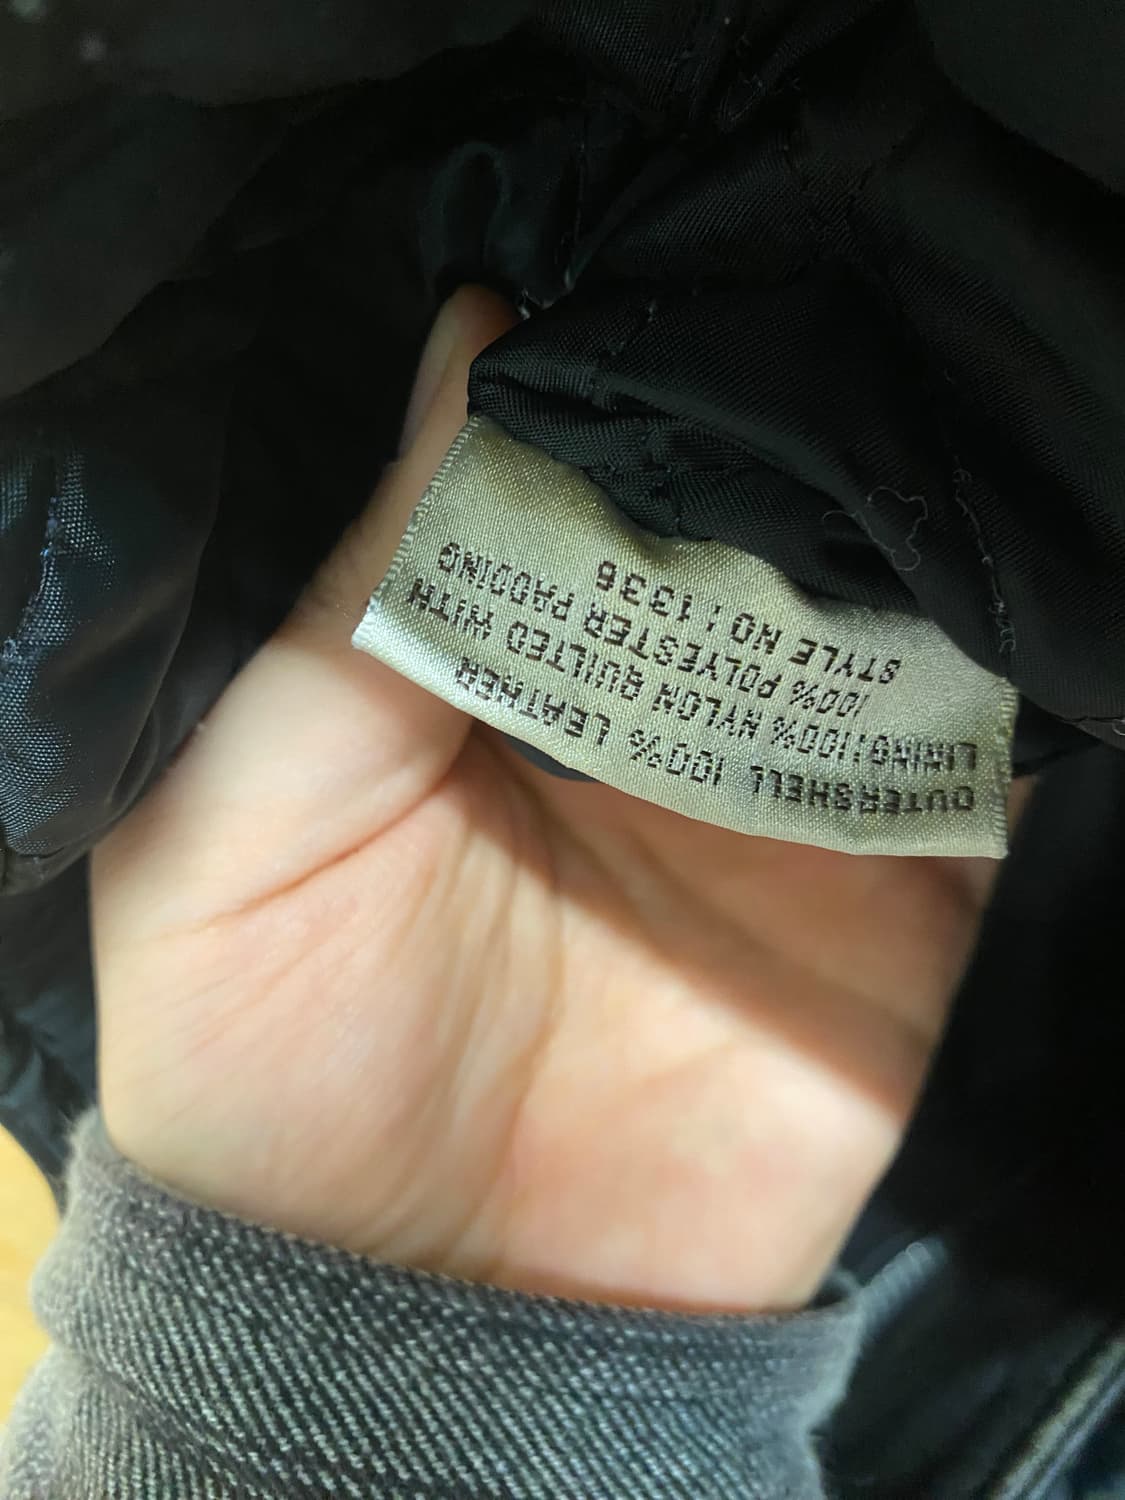 OUTERSHELL 100% LEATHER
LINING:100% NYLON QUILTED WITH
100% POLYESTER PADDING
STYLE NO:1336